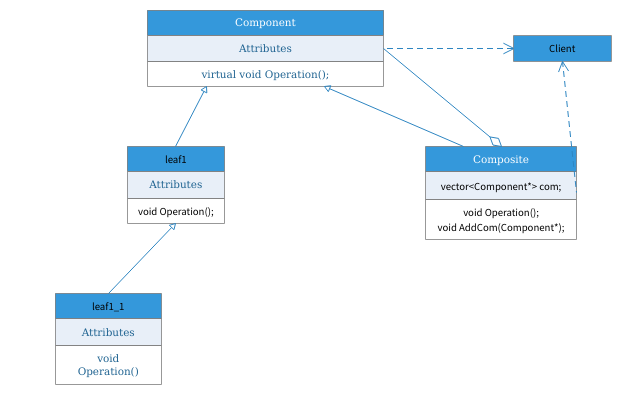 Component
Attributes
virtual void Operation();
Client
leaf1
Attributes
void Operation();
Composite
vector<Component*> com;
void Operation();
void AddCom(Component*);
leaf1_1
Attributes
void
Operation()